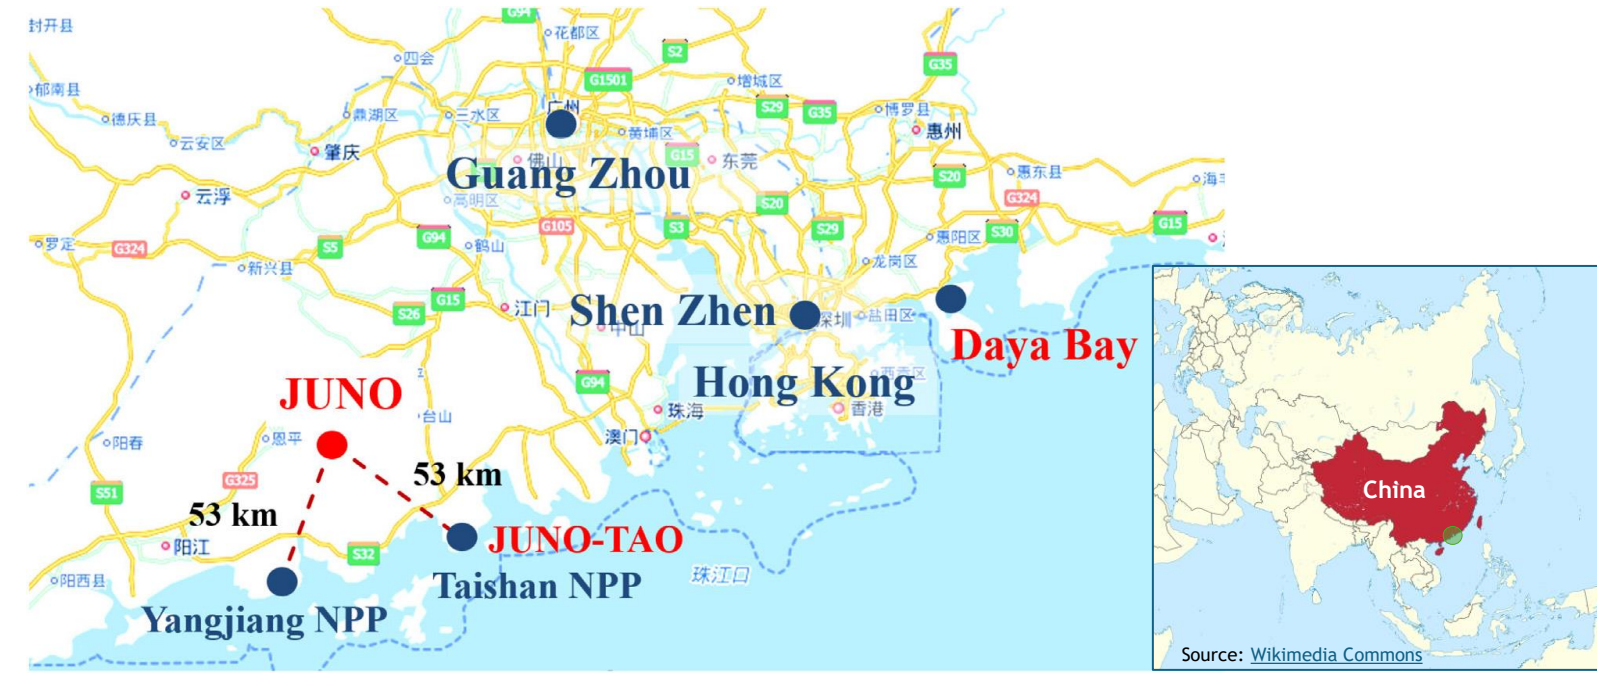 封开县
G94
花都区
S2
四会
G1501
G35
增城区
郁南县
广州
S29
G35
博罗县
德庆县
鼎湖区
三水区
黄埔区
惠州
云安区
肇庆
佛山
G15
东莞
Guang Zhou
S20
惠东县
云浮
高明区
S20
G324
G105
S3
S29
S30
G15
罗定
G324
S5
G94
鹤山
惠阳区
新兴县
龙岗区
G15
S26
江门
Shen Zhen
深圳
盐田区
中山
Daya Bay
G94
Hong Kong
西贡区
JUNO
珠海
香港
台山
阳春
恩平
澳门
G325
53 km
S51
53 km
阳江
S32
JUNO-TAO
阳西县
Taishan NPP
珠江口
Yangjiang NPP
China
Source: Wikimedia Commons